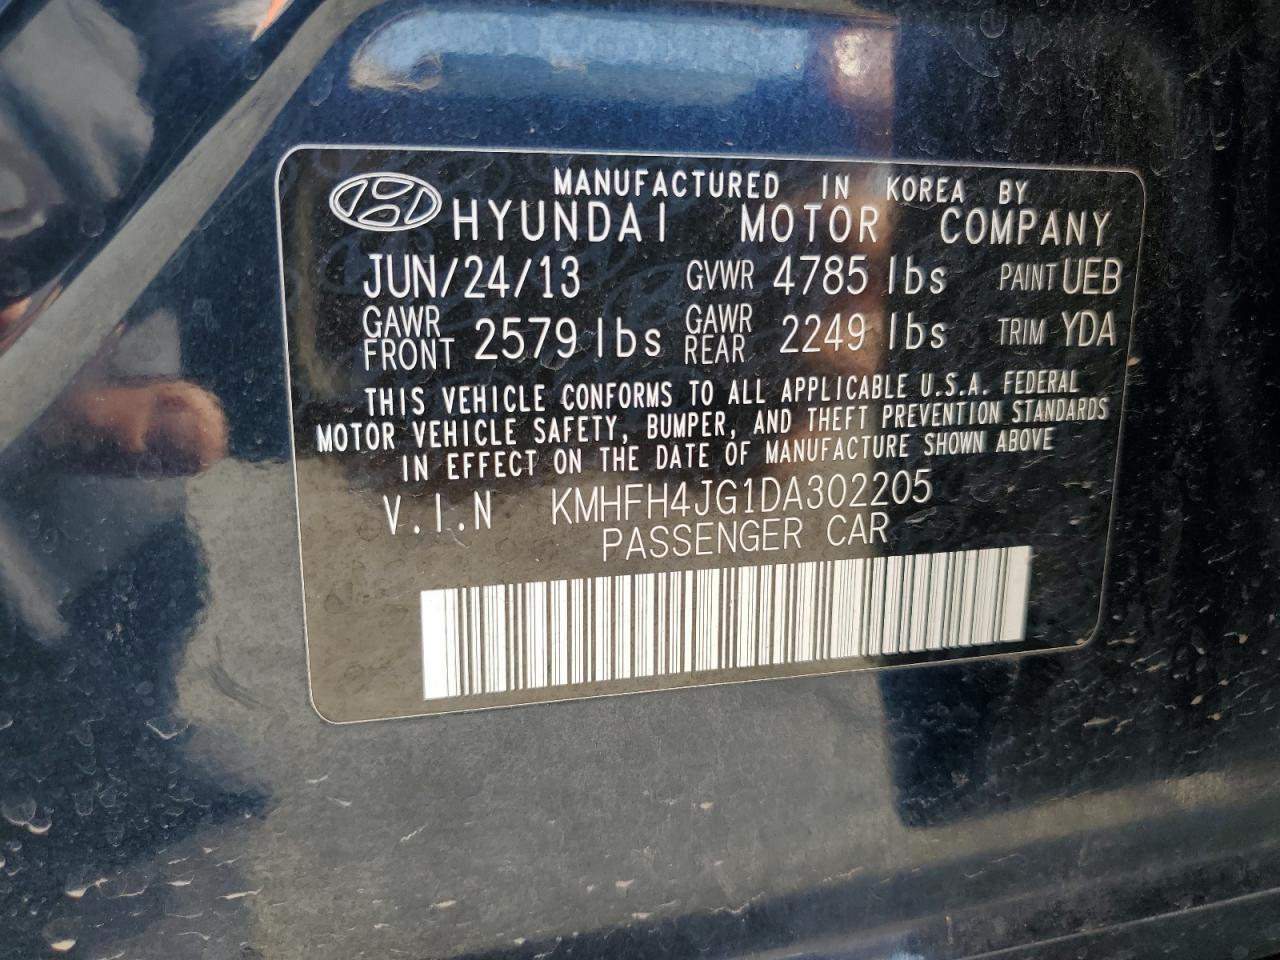 MANUFACTURED IN KOREA BY
HYUNDAI MOTOR COMPANY
JUN/24/13 GVWR 4785 lbs PAINT UEB
GAWR FRONT 2579 lbs GAWR REAR 2249 lbs TRIM YDA
THIS VEHICLE CONFORMS TO ALL APPLICABLE U.S.A. FEDERAL
MOTOR VEHICLE SAFETY, BUMPER, AND THEFT PREVENTION STANDARDS
IN EFFECT ON THE DATE OF MANUFACTURE SHOWN ABOVE
V.I.N KMHFH4JG1DA302205
PASSENGER CAR